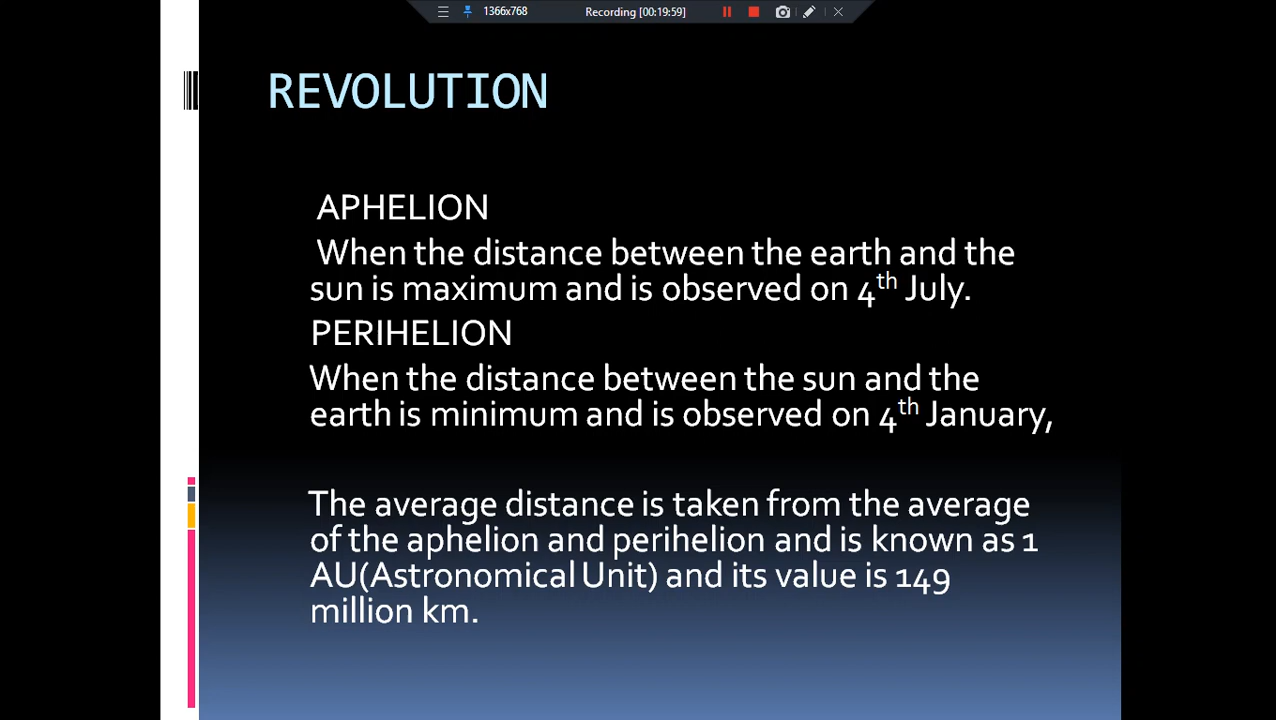 1366x768 Recording [00:19:59]
REVOLUTION
APHELION
When the distance between the earth and the
sun is maximum and is observed on 4th July.
PERIHELION
When the distance between the sun and the
earth is minimum and is observed on 4th January,
The average distance is taken from the average
of the aphelion and perihelion and is known as 1
AU(Astronomical Unit) and its value is 149
million km.